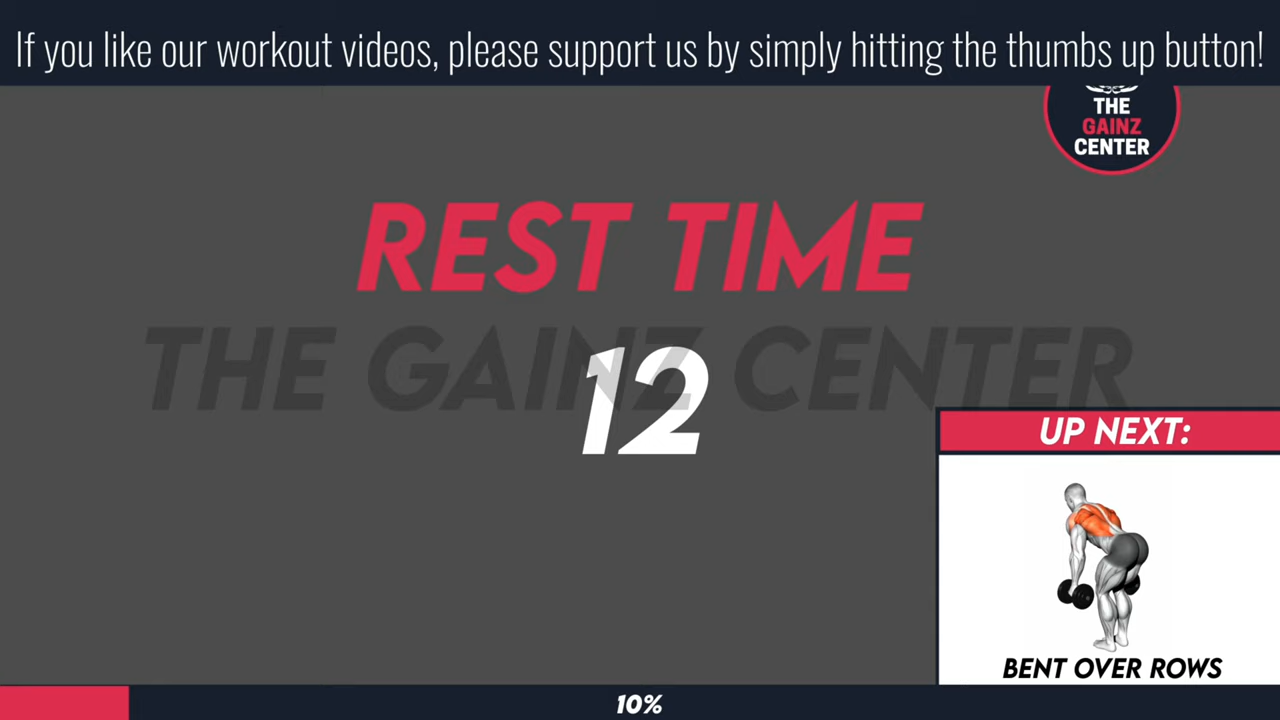 If you like our workout videos, please support us by simply hitting the thumbs up button!
THE
GAINZ
CENTER
REST TIME
THE GAINZ CENTER
12
UP NEXT:
BENT OVER ROWS
10%